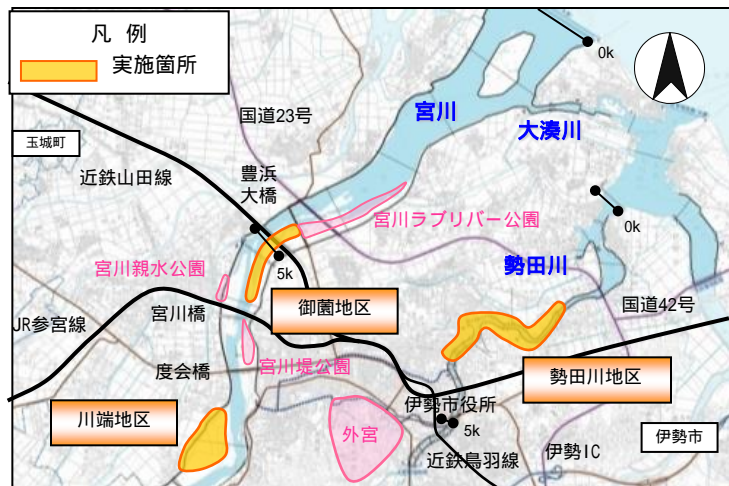 凡 例
実施箇所
0k
宮川
大湊川
国道23号
玉城町
豊浜
大橋
近鉄山田線
宮川ラブリバー公園
0k
宮川親水公園
5k
勢田川
御薗地区
国道42号
JR参宮線
宮川橋
宮川堤公園
度会橋
勢田川地区
川端地区
伊勢市役所
外宮
5k
伊勢市
近鉄鳥羽線
伊勢IC